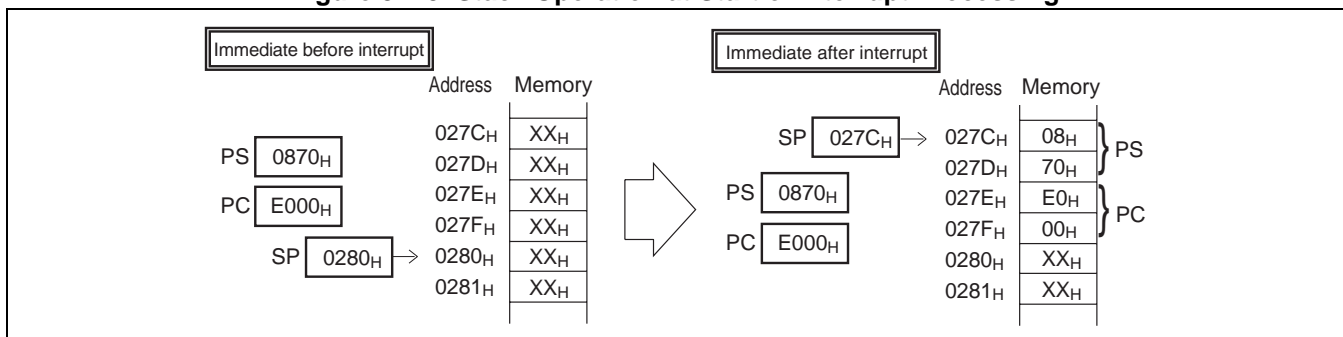 Immediate before interrupt
Address Memory
027CH XXH
PS 0870H 027DH XXH
PC E000H 027EH XXH
027FH XXH
SP 0280H 0280H XXH
0281H XXH
Immediate after interrupt
Address Memory
SP 027CH 027CH 08H PS
027DH 70H
PS 0870H 027EH E0H PC
PC E000H 027FH 00H
0280H XXH
0281H XXH